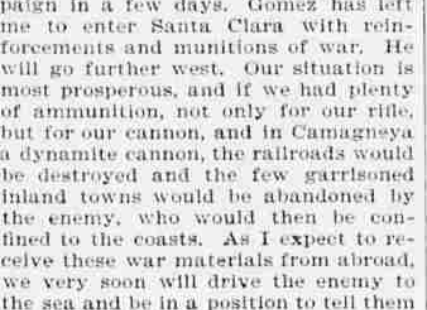 paign in a few days. Gomez has left
me to enter Santa Clara with rein-
forcements and munitions of war. He
will go further west. Our situation is
most prosperous, and if we had plenty
of ammunition, not only for our rifle,
but for our cannon, and in Camagneya
a dynamite cannon, the railroads would
be destroyed and the few garrisoned
inland towns would be abandoned by
the enemy, who would then be con-
fined to the coasts. As I expect to re-
ceive these war materials from abroad,
we very soon will drive the enemy to
the sea and be in a position to tell them